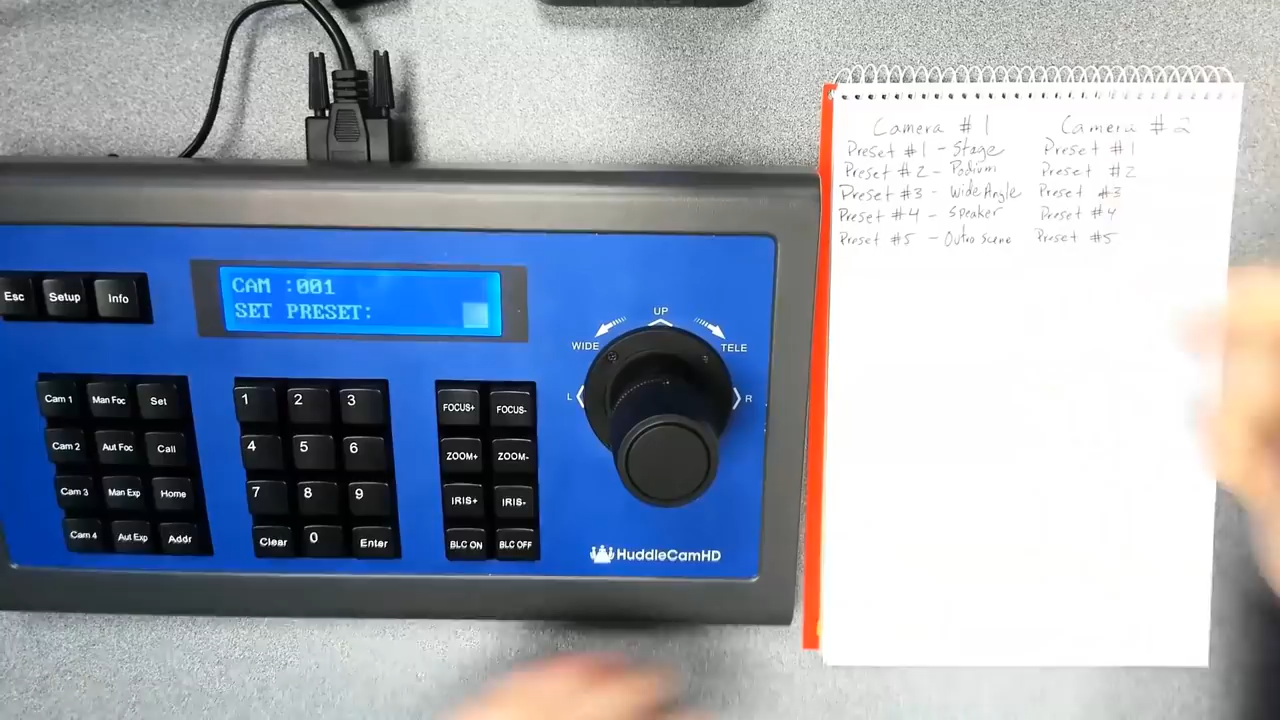 Camera #1 Camera #2
Preset #1 - Stage Preset #1
Preset #2 - Podium Preset #2
Preset #3 - Wide Angle Preset #3
Preset #4 - Speaker Preset #4
Preset #5 - Outro Scene Preset #5
Esc Setup Info
CAM :001
SET PRESET:
UP
WIDE TELE
L R
Cam 1 Man Foc Set
Cam 2 Aut Foc Call
Cam 3 Man Exp Home
Cam 4 Aut Exp Addr
1 2 3
4 5 6
7 8 9
Clear 0 Enter
FOCUS+ FOCUS-
ZOOM+ ZOOM-
IRIS+ IRIS-
BLC ON BLC OFF
HuddleCamHD